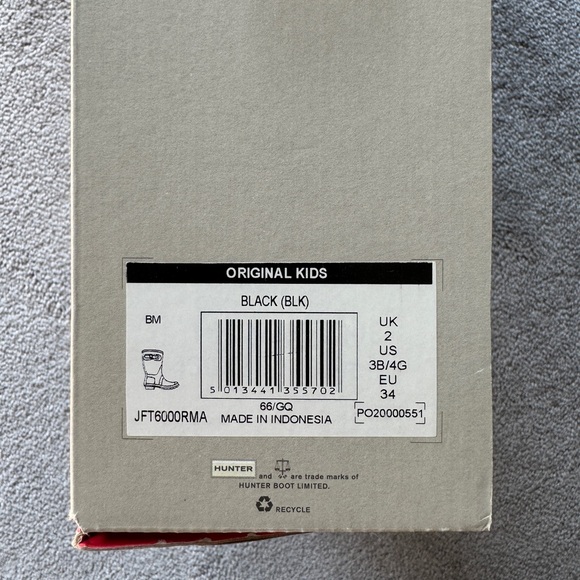 ORIGINAL KIDS
BLACK (BLK)
BM
UK
2
US
3B/4G
EU
34
5 013441 355702
66/GQ
JFT6000RMA
MADE IN INDONESIA
PO20000551
HUNTER and are trade marks of
HUNTER BOOT LIMITED.
RECYCLE